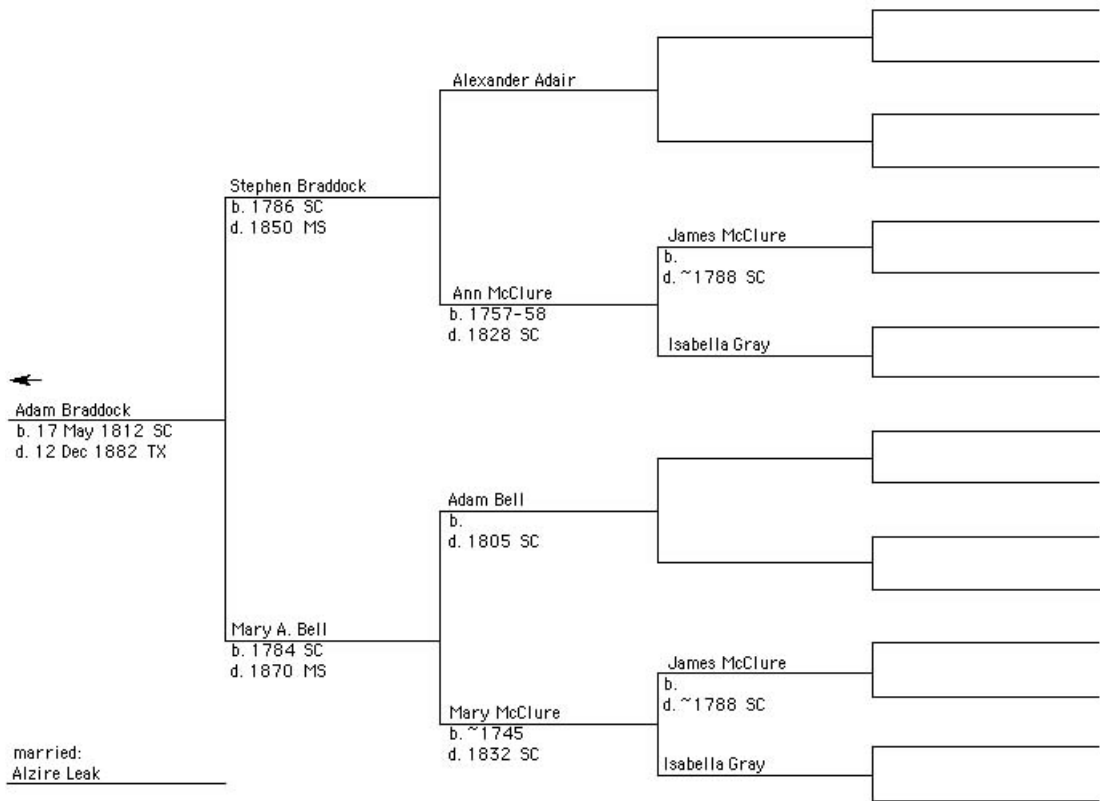 Alexander Adair
Stephen Braddock
b. 1786 SC
d. 1850 MS
James McClure
b.
d. ~1788 SC
Ann McClure
b. 1757-58
d. 1828 SC
Isabella Gray
Adam Braddock
b. 17 May 1812 SC
d. 12 Dec 1882 TX
Adam Bell
b.
d. 1805 SC
Mary A. Bell
b. 1784 SC
d. 1870 MS
James McClure
b.
d. ~1788 SC
Mary McClure
b. ~1745
d. 1832 SC
Isabella Gray
married:
Alzire Leak